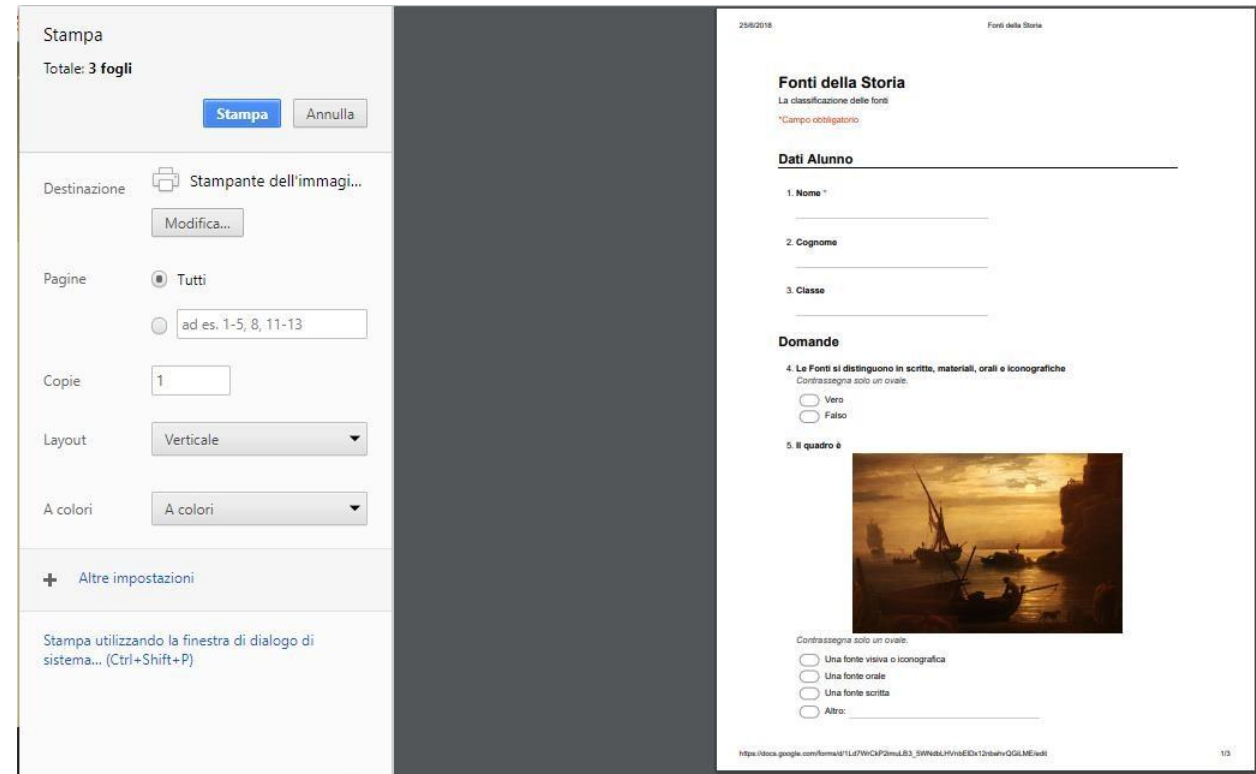 Stampa
Totale: 3 fogli
Stampa Annulla
Destinazione Stampante dell'immagi...
Modifica...
Pagine Tutti
ad es. 1-5, 8, 11-13
Copie 1
Layout Verticale
A colori A colori
Altre impostazioni
Stampa utilizzando la finestra di dialogo di
sistema... (Ctrl+Shift+P)
25/6/2018 Fonti della Storia
Fonti della Storia
La classificazione delle fonti
*Campo obbligatorio
Dati Alunno
1. Nome *
2. Cognome
3. Classe
Domande
4. Le Fonti si distinguono in scritte, materiali, orali e iconografiche
Contrassegna solo un ovale.
Vero
Falso
5. Il quadro è
Contrassegna solo un ovale.
Una fonte visiva o iconografica
Una fonte orale
Una fonte scritta
Altro:
1/3